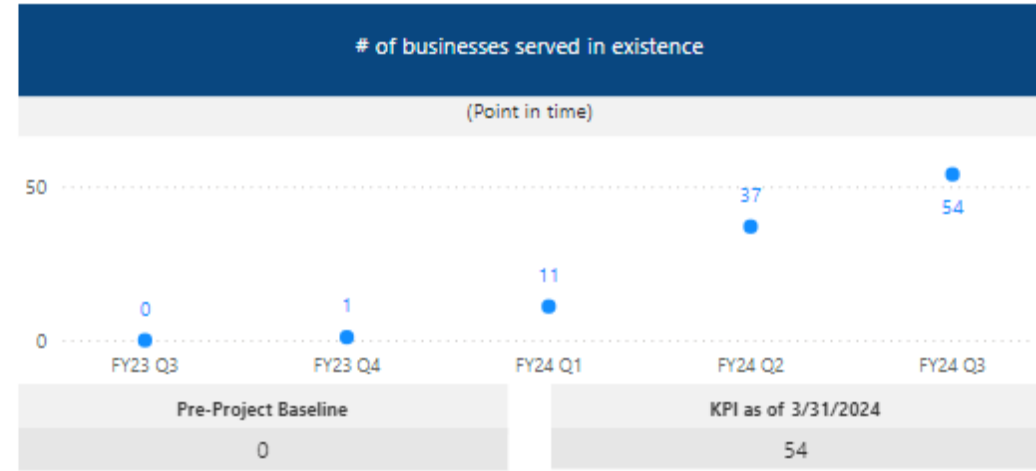 # of businesses served in existence
(Point in time)
50
37
54
11
0
1
0
FY23 Q3
FY23 Q4
FY24 Q1
FY24 Q2
FY24 Q3
Pre-Project Baseline
KPI as of 3/31/2024
0
54